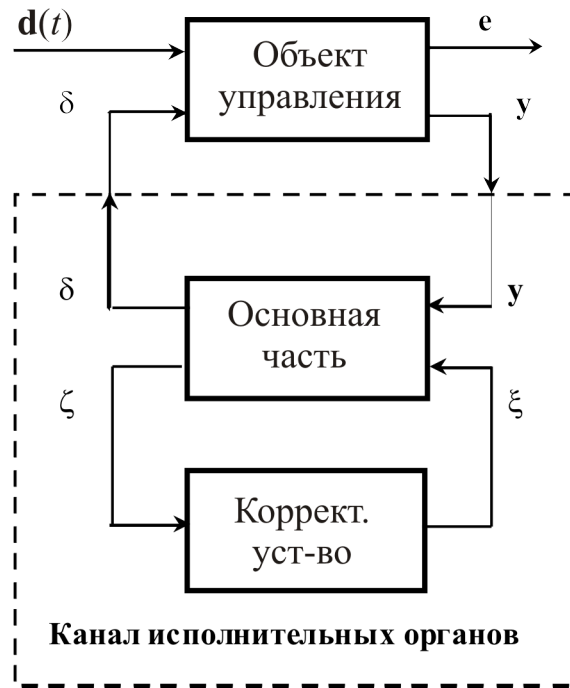 d(t)
e
Объект
управления
δ
y
δ
Основная
часть
y
ζ
ξ
Коррект.
уст-во
Канал исполнительных органов